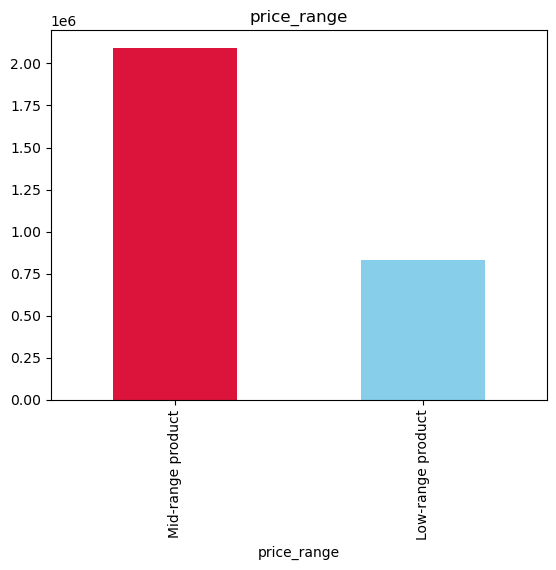 price_range
1e6
2.00
1.75
1.50
1.25
1.00
0.75
0.50
0.25
0.00
Mid-range product
Low-range product
price_range